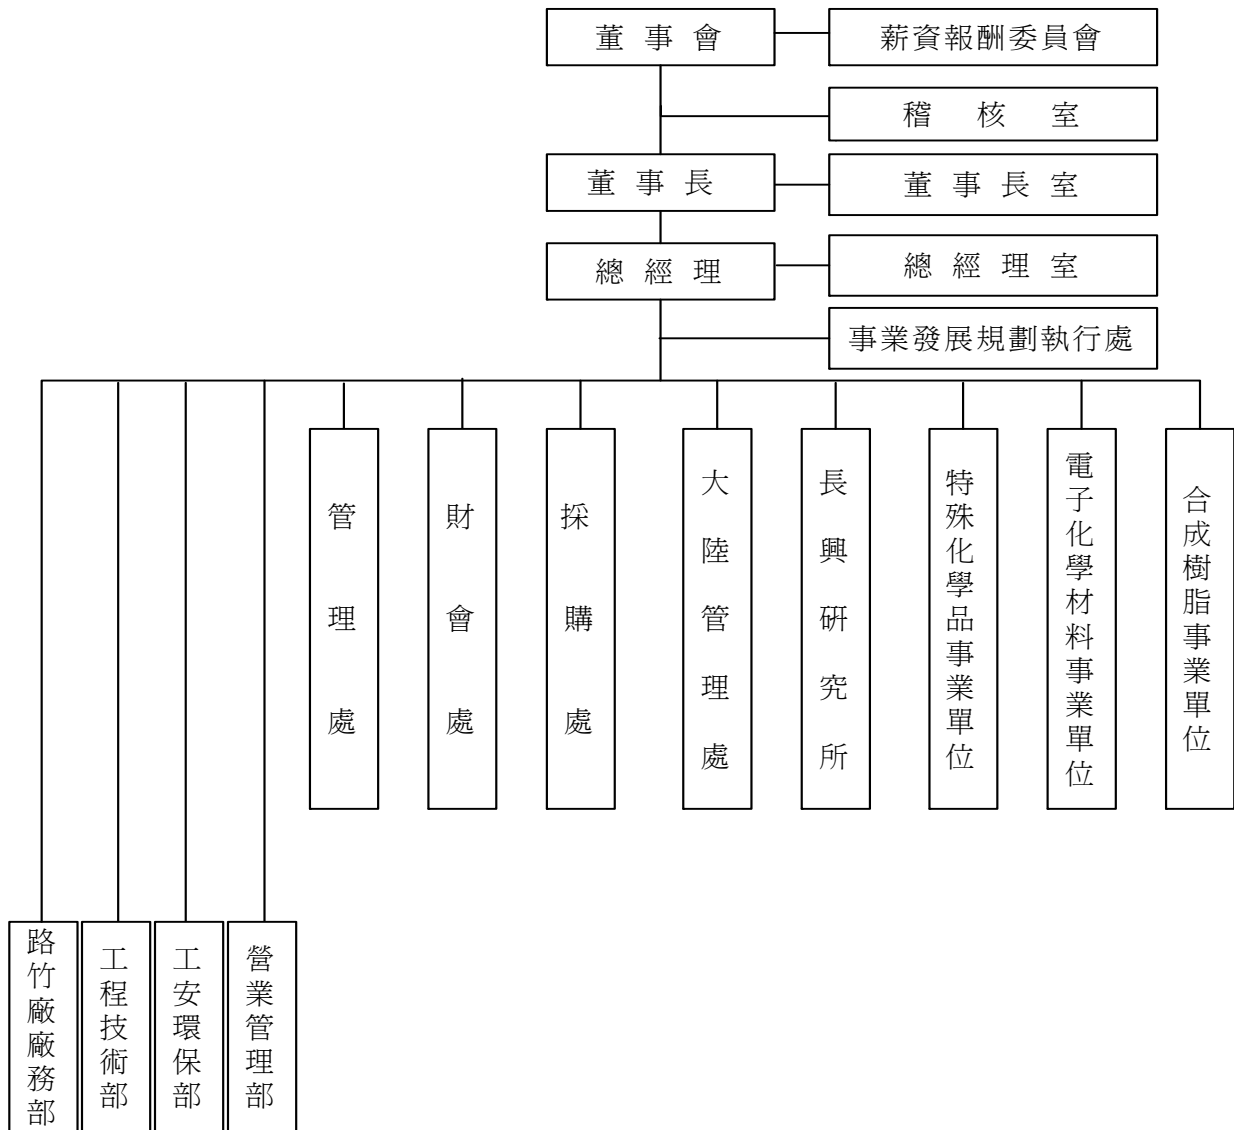 董事會
薪資報酬委員會
稽核室
董事長
董事長室
總經理
總經理室
事業發展規劃執行處
管理處
財會處
採購處
大陸管理處
長興研究所
特殊化學品事業單位
電子化學材料事業單位
合成樹脂事業單位
路竹廠廠務部
工程技術部
工安環保部
營業管理部